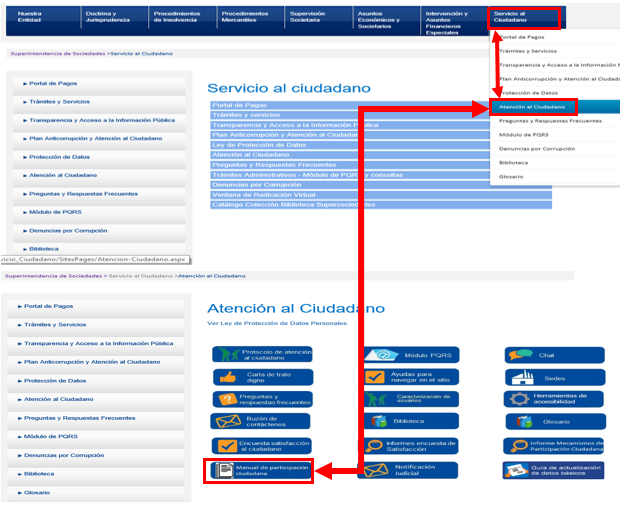 Nuestra
Entidad
Doctrina y
Jurisprudencia
Procedimientos
de Insolvencia
Procedimientos
Mercantiles
Supervisión
Societaria
Asuntos
Económicos y
Societarios
Intervención y
Asuntos
Financieros
Especiales
Servicio al
Ciudadano
Portal de Pagos
Trámites y Servicios
Transparencia y Acceso a la Información P
Plan Anticorrupción y Atención al Ciudada
Protección de Datos
Atención al Ciudadano
Preguntas y Respuestas Frecuentes
Módulo de PQRS
Denuncias por Corrupción
Biblioteca
Glosario
Superintendencia de Sociedades >Servicio al Ciudadano
► Portal de Pagos
► Trámites y Servicios
► Transparencia y Acceso a la Información Pública
► Plan Anticorrupción y Atención al Ciudadano
► Protección de Datos
► Atención al Ciudadano
► Preguntas y Respuestas Frecuentes
► Módulo de PQRS
► Denuncias por Corrupción
► Biblioteca
vicio_Ciudadano/SitesPages/Atencion-Ciudadano.aspx
Servicio al ciudadano
Portal de Pagos
Trámites y servicios
Transparencia y Acceso a la Información Pública
Plan Anticorrupción y Atención al Ciudadano
Ley de Protección de Datos
Atención al Ciudadano
Preguntas y Respuestas Frecuentes
Trámites Administrativos - Módulo de PQRS y consultas
Denuncias por Corrupción
Ventana de Radicación Virtual
Catálogo Colección Biblioteca Supersociedades
Superintendencia de Sociedades > Servicio al Ciudadano >Atención al Ciudadano
► Portal de Pagos
► Trámites y Servicios
► Transparencia y Acceso a la Información Pública
► Plan Anticorrupción y Atención al Ciudadano
► Protección de Datos
► Atención al Ciudadano
► Preguntas y Respuestas Frecuentes
► Módulo de PQRS
► Denuncias por Corrupción
► Biblioteca
► Glosario
Atención al Ciudadano
Ver Ley de Protección de Datos Personales.
Protocolo de atención
al ciudadano
Módulo PQRS
Chat
Carta de trato
digno
Ayudas para
navegar en el sitio
Sedes
Preguntas y
respuestas frecuentes
Caracterización de
usuarios
Herramientas de
accesibilidad
Buzón de
contáctenos
Biblioteca
Glosario
Encuesta satisfacción
al ciudadano
Informes encuesta de
Satisfacción
Informe Mecanismos de
Participación Ciudadana
Manual de participación
ciudadana
Notificación
Judicial
Guía de actualización
de datos básicos